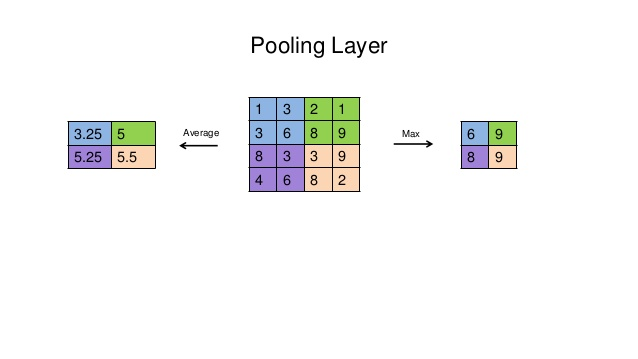 Pooling Layer
1 3 2 1
3.25 5
Average
3 6 8 9
Max
6 9
5.25 5.5
8 3 3 9
8 9
4 6 8 2